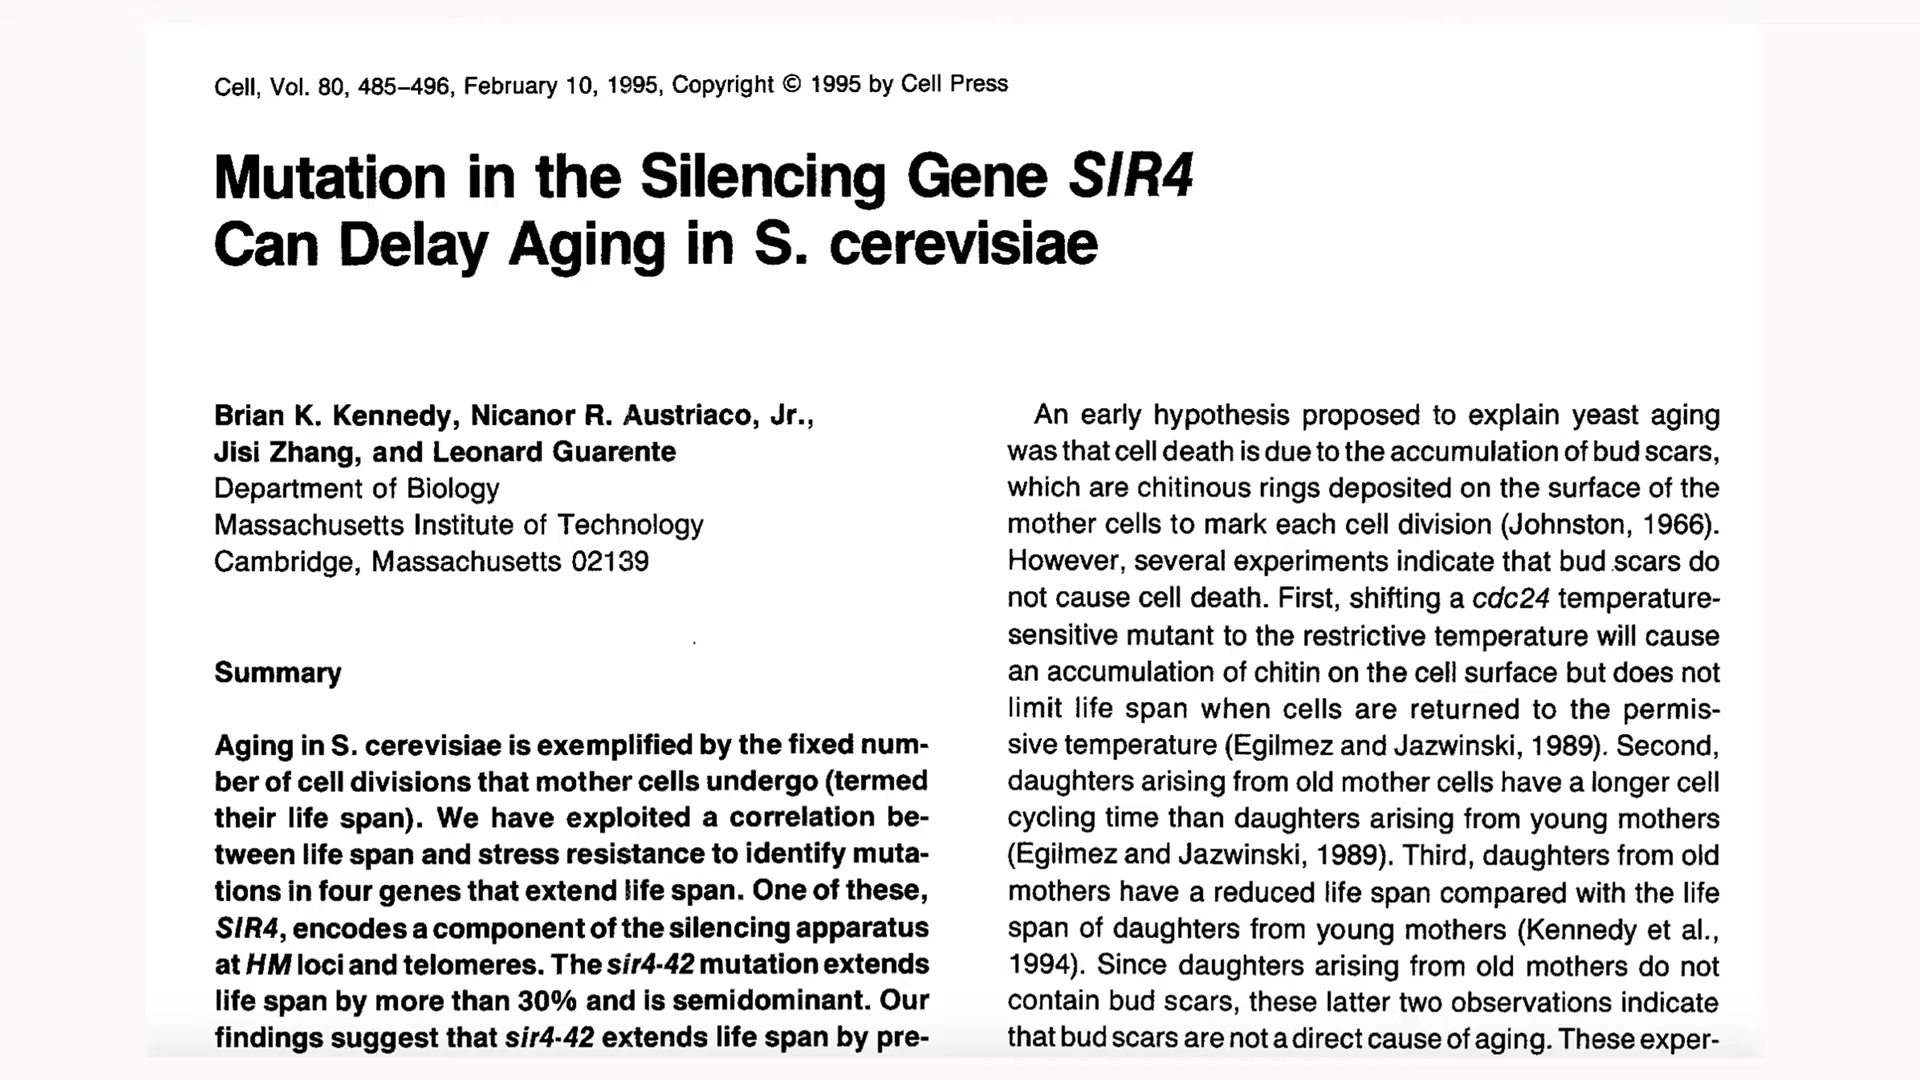 Cell, Vol. 80, 485–496, February 10, 1995, Copyright © 1995 by Cell Press
Mutation in the Silencing Gene SIR4
Can Delay Aging in S. cerevisiae
Brian K. Kennedy, Nicanor R. Austriaco, Jr.,
Jisi Zhang, and Leonard Guarente
Department of Biology
Massachusetts Institute of Technology
Cambridge, Massachusetts 02139
Summary
Aging in S. cerevisiae is exemplified by the fixed num-
ber of cell divisions that mother cells undergo (termed
their life span). We have exploited a correlation be-
tween life span and stress resistance to identify muta-
tions in four genes that extend life span. One of these,
SIR4, encodes a component of the silencing apparatus
at HM loci and telomeres. The sir4-42 mutation extends
life span by more than 30% and is semidominant. Our
findings suggest that sir4-42 extends life span by pre-
An early hypothesis proposed to explain yeast aging
was that cell death is due to the accumulation of bud scars,
which are chitinous rings deposited on the surface of the
mother cells to mark each cell division (Johnston, 1966).
However, several experiments indicate that bud scars do
not cause cell death. First, shifting a cdc24 temperature-
sensitive mutant to the restrictive temperature will cause
an accumulation of chitin on the cell surface but does not
limit life span when cells are returned to the permis-
sive temperature (Egilmez and Jazwinski, 1989). Second,
daughters arising from old mother cells have a longer cell
cycling time than daughters arising from young mothers
(Egilmez and Jazwinski, 1989). Third, daughters from old
mothers have a reduced life span compared with the life
span of daughters from young mothers (Kennedy et al.,
1994). Since daughters arising from old mothers do not
contain bud scars, these latter two observations indicate
that bud scars are not a direct cause of aging. These exper-